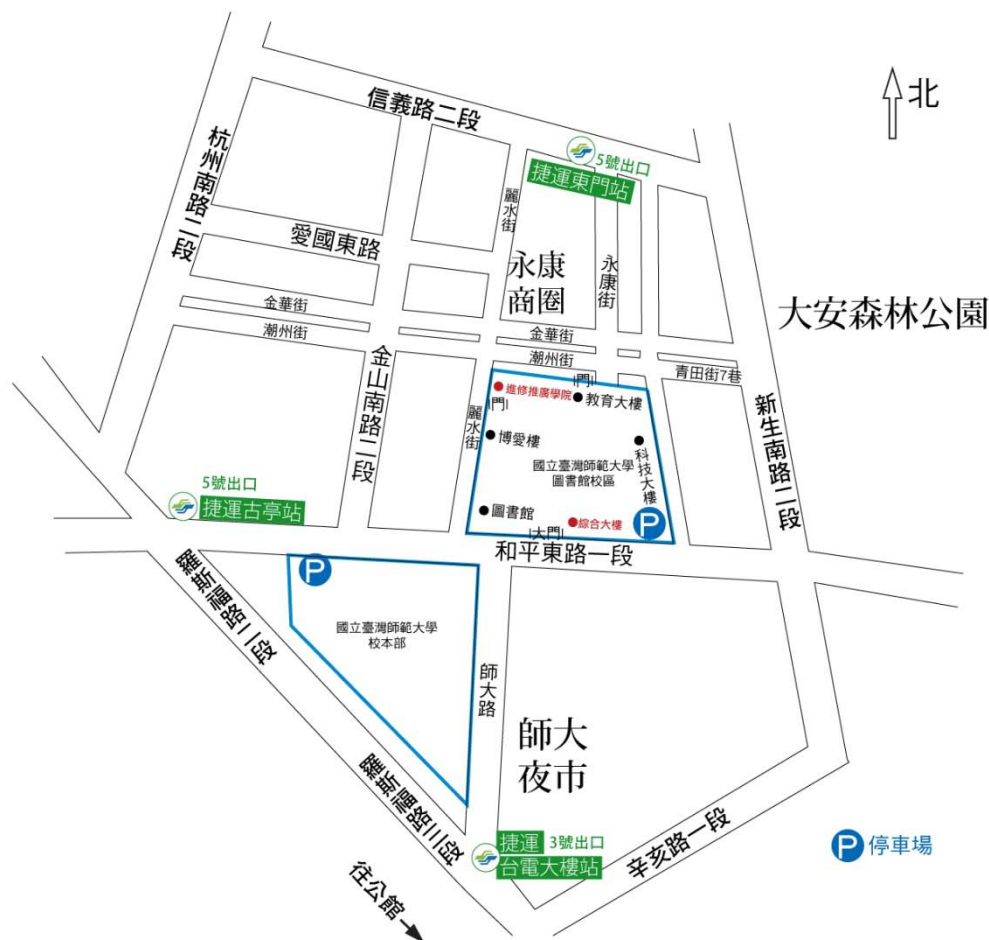 北
信義路二段
5號出口
捷運東門站
杭州南路二段
麗水街
愛國東路
永康
商圈
永康街
大安森林公園
金華街
金華街
潮州街
潮州街
青田街7巷
金山南路二段
門
進修推廣學院
門
教育大樓
麗水街
博愛樓
科技大樓
新生南路二段
國立臺灣師範大學
圖書館校區
5號出口
捷運古亭站
圖書館
綜合大樓
P
大門
和平東路一段
P
羅斯福路二段
國立臺灣師範大學
校本部
師大路
師大
夜市
羅斯福路三段
捷運 3號出口
台電大樓站
辛亥路一段
P 停車場
往公館